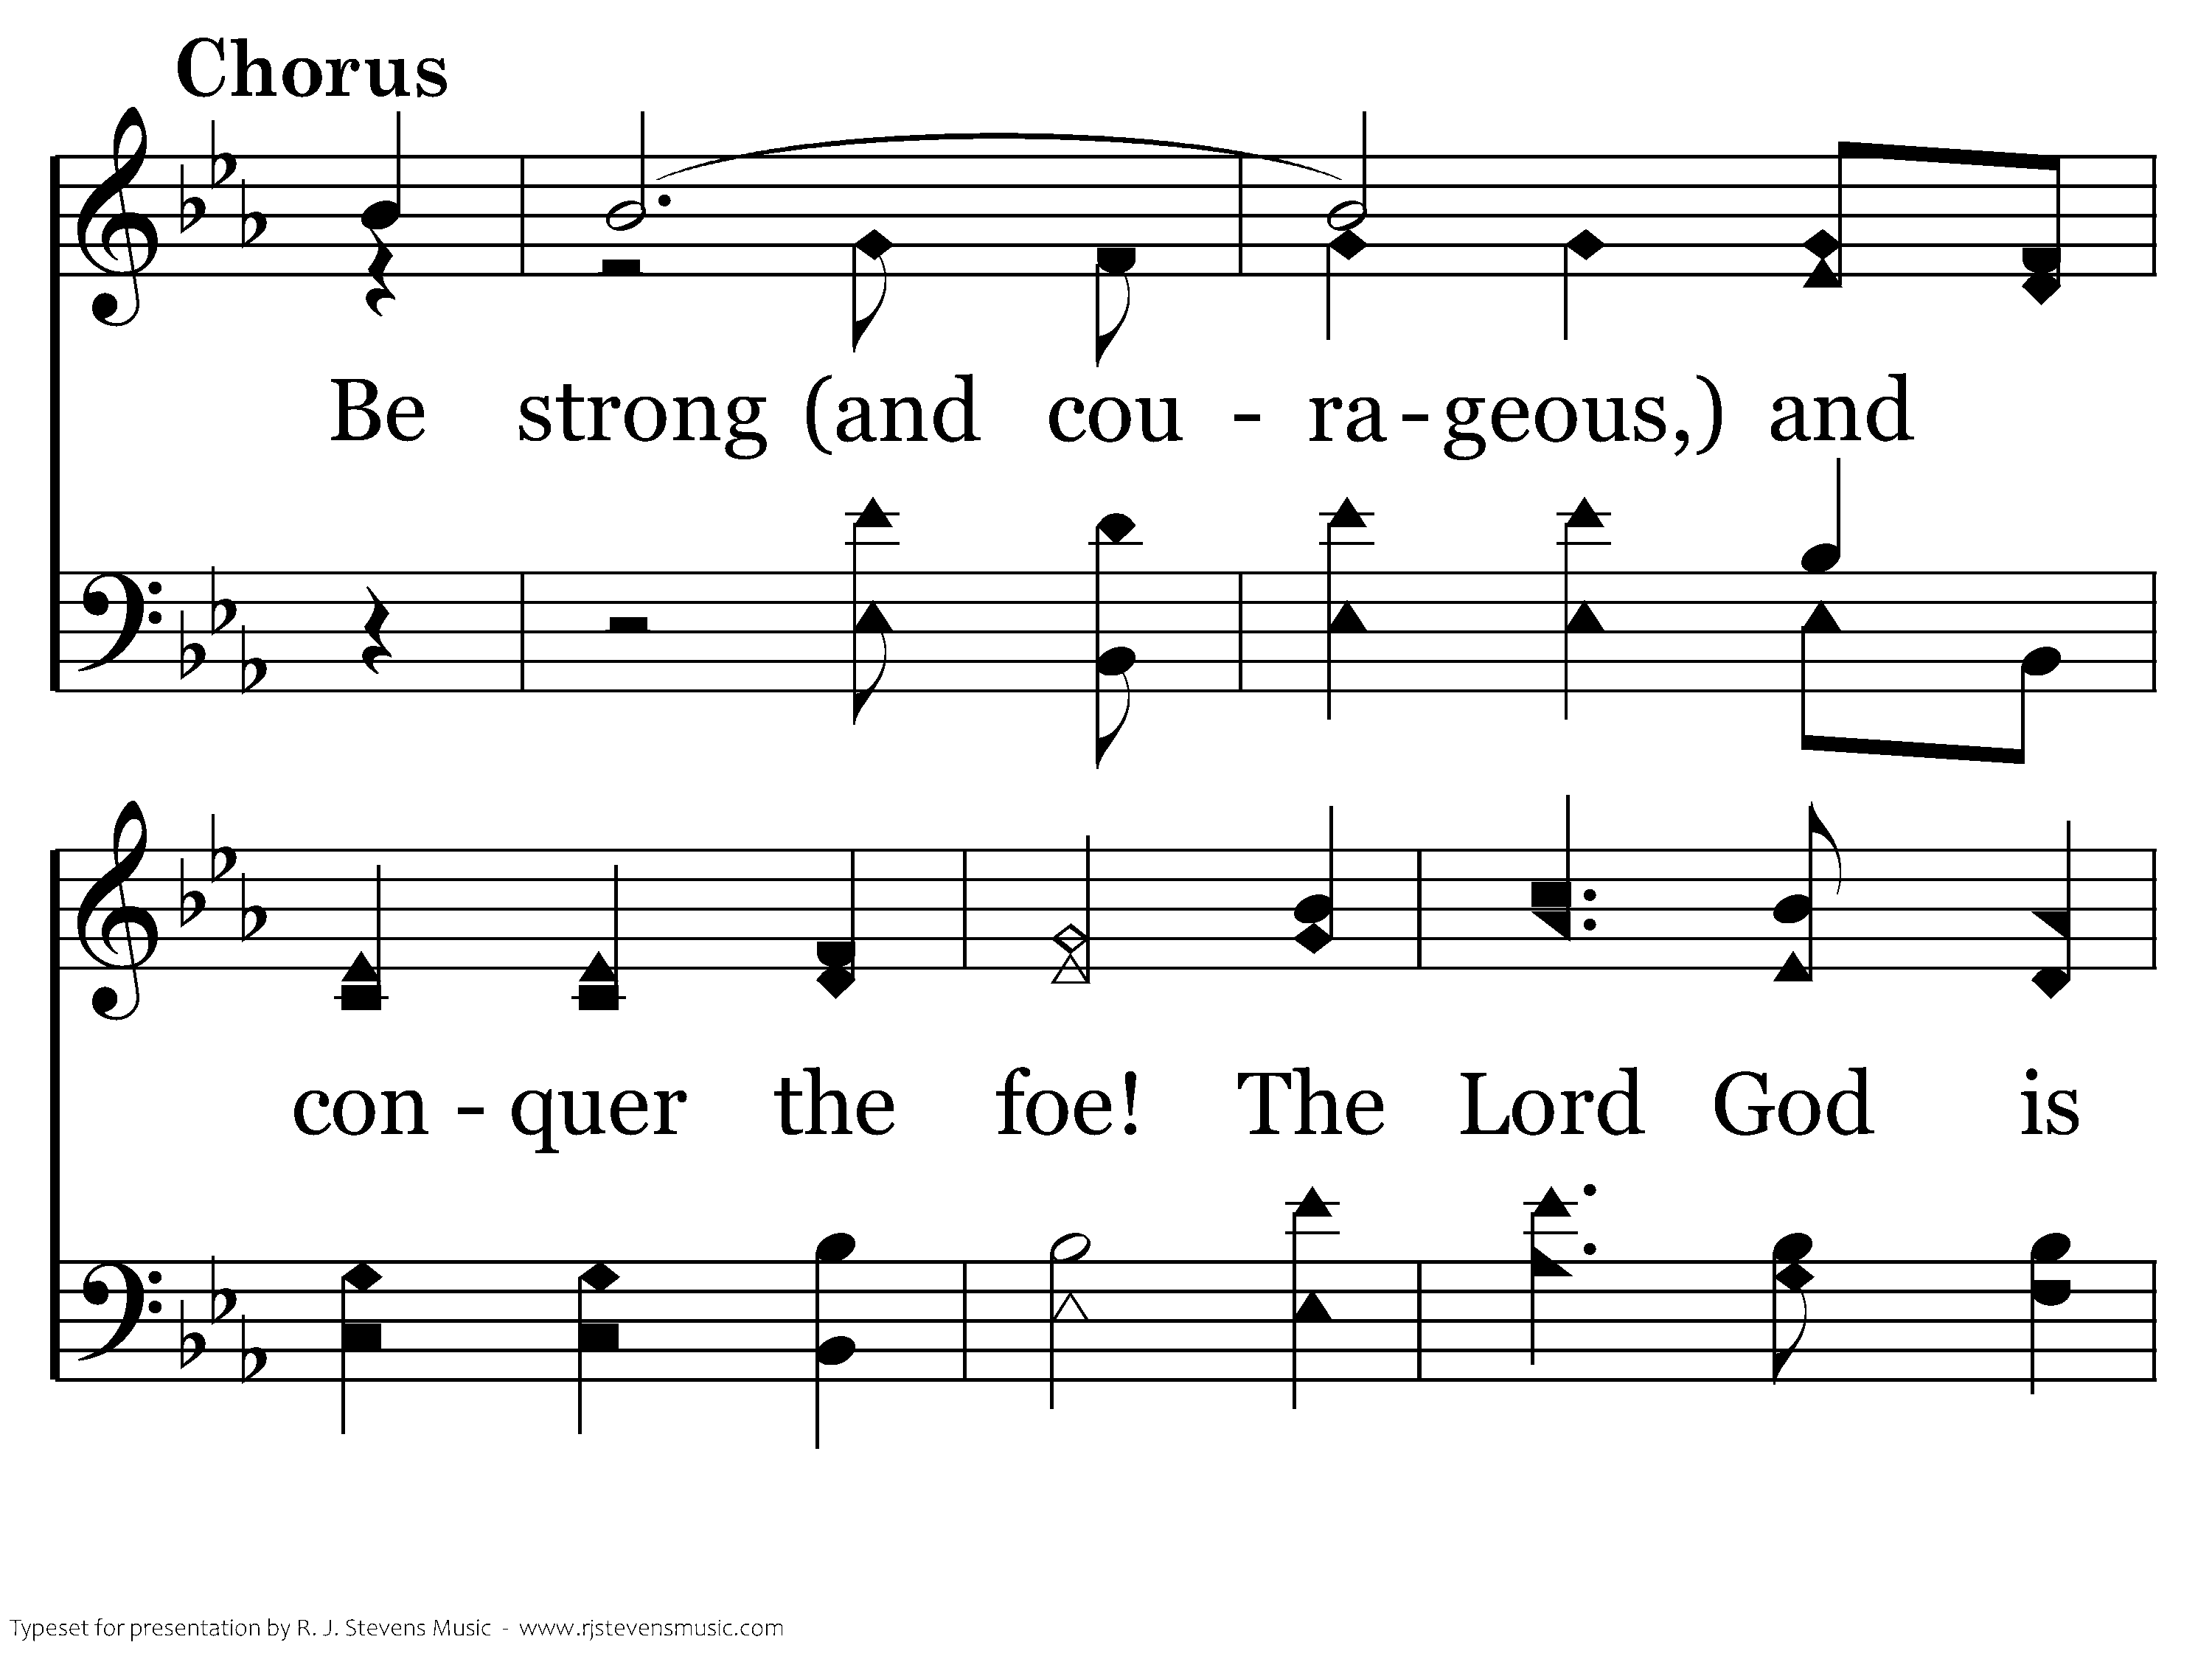 Chorus
Be strong (and cou - ra - geous,) and
con - quer the foe! The Lord God is
Typeset for presentation by R. J. Stevens Music - www.rjstevensmusic.com